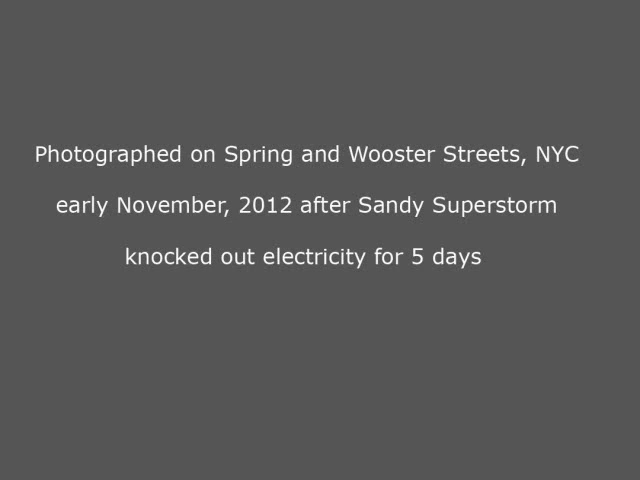 Photographed on Spring and Wooster Streets, NYC
early November, 2012 after Sandy Superstorm
knocked out electricity for 5 days